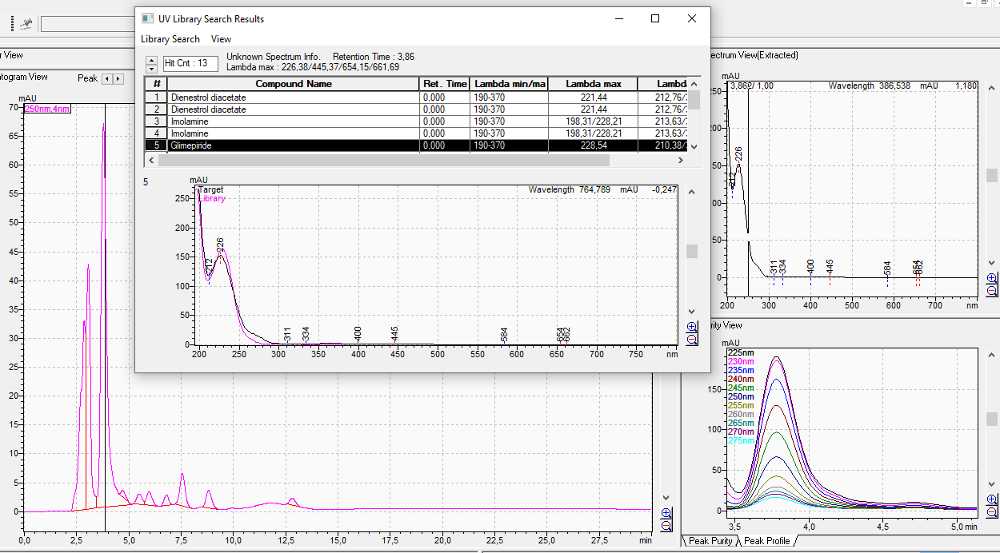 UV Library Search Results
Library Search View
Hit Cnt : 13
Unknown Spectrum Info. Retention Time : 3,86
Lambda max : 226,38/445,37/654,15/661,69
# Compound Name Ret. Time Lambda min/ma Lambda max Lambd
1 Dienestrol diacetate 0,000 190-370 221,44 212,76/
2 Dienestrol diacetate 0,000 190-370 221,44 212,76/
3 Imolamine 0,000 190-370 198,31/228,21 213,63/
4 Imolamine 0,000 190-370 198,31/228,21 213,63/
5 Glimepiride 0,000 190-370 228,54 210,38/
5
mAU
Target
Library
Wavelength 764,789 mAU -0,247
250
200
150
100
50
0
212
226
311
334
400
445
584
654
662
200 250 300 350 400 450 500 550 600 650 700 750 nm
r View
atogram View Peak
mAU
250nm,4nm
70
65
60
55
50
45
40
35
30
25
20
15
10
5
0
0,0 2,5 5,0 7,5 10,0 12,5 15,0 17,5 20,0 22,5 25,0 27,5 min
ectrum View(Extracted)
mAU
3,862/ 1,00 Wavelength 386,538 mAU 1,180
250
200
150
100
50
0
212
226
311
334
400
445
584
654
662
200 300 400 500 600 700 nm
rity View
mAU
225nm
230nm
235nm
240nm
245nm
250nm
255nm
260nm
265nm
270nm
275nm
150
100
50
0
3,5 4,0 4,5 5,0 min
Peak Purity Peak Profile